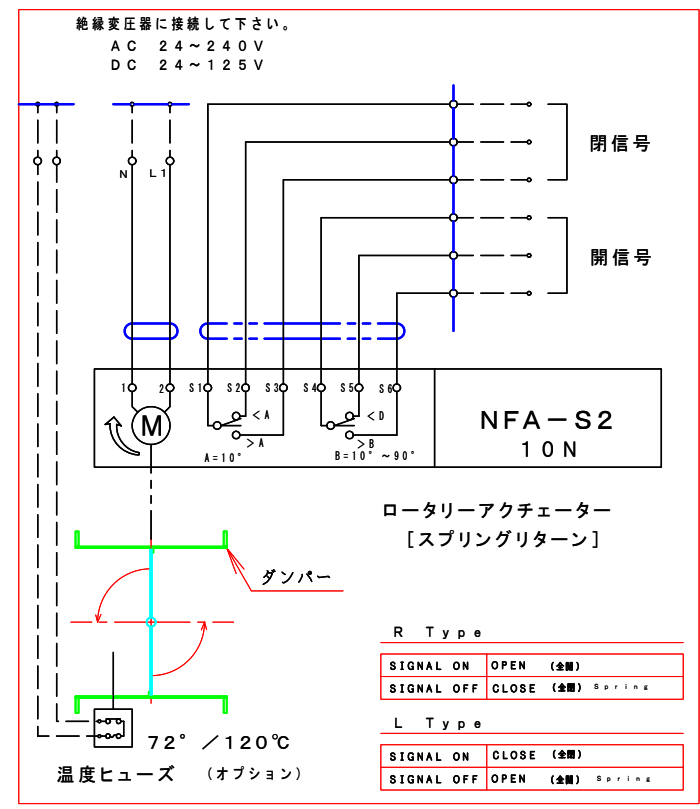 絶縁変圧器に接続して下さい。
AC 24~240V
DC 24~125V
閉信号
N L1
開信号
1 2 S1 S2 S3 S4 S5 S6
M
<A
>A
A=10°
<D
>B
B=10° ~90°
NFA-S2
10N
ロータリーアクチェーター
[スプリングリターン]
ダンパー
R Type
SIGNAL ON OPEN
SIGNAL OFF CLOSE Spring
L Type
SIGNAL ON CLOSE
SIGNAL OFF OPEN Spring
72° /120℃
温度ヒューズ (オプション)